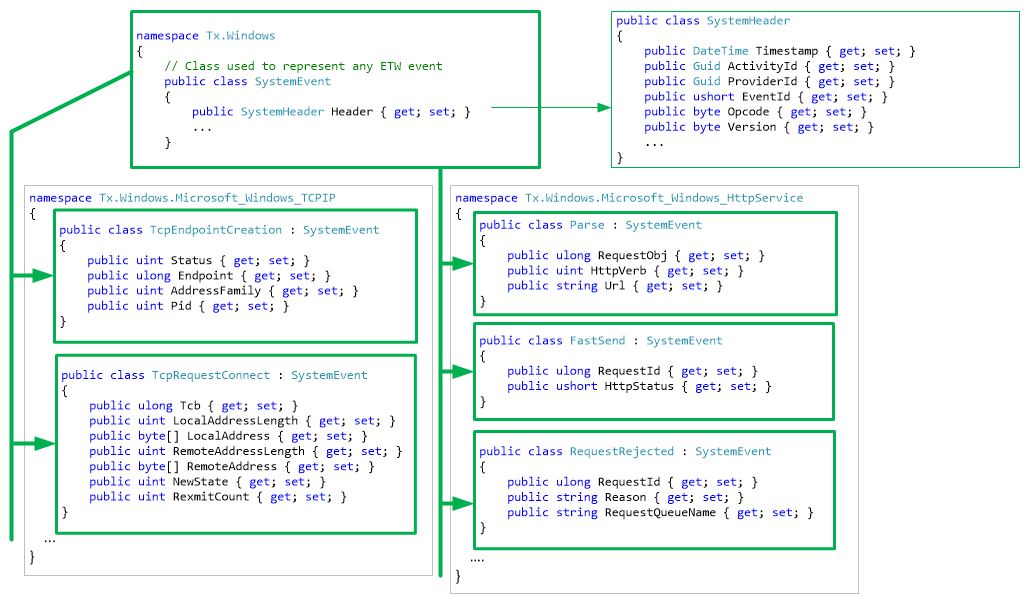 namespace Tx.Windows
{
// Class used to represent any ETW event
public class SystemEvent
{
public SystemHeader Header { get; set; }
...
}
public class SystemHeader
{
public DateTime Timestamp { get; set; }
public Guid ActivityId { get; set; }
public Guid ProviderId { get; set; }
public ushort EventId { get; set; }
public byte Opcode { get; set; }
public byte Version { get; set; }
...
}
namespace Tx.Windows.Microsoft_Windows_TCPIP
{
public class TcpEndpointCreation : SystemEvent
{
public uint Status { get; set; }
public ulong Endpoint { get; set; }
public uint AddressFamily { get; set; }
public uint Pid { get; set; }
}
public class TcpRequestConnect : SystemEvent
{
public ulong Tcb { get; set; }
public uint LocalAddressLength { get; set; }
public byte[] LocalAddress { get; set; }
public uint RemoteAddressLength { get; set; }
public byte[] RemoteAddress { get; set; }
public uint NewState { get; set; }
public uint RexmitCount { get; set; }
}
...
}
namespace Tx.Windows.Microsoft_Windows_HttpService
{
public class Parse : SystemEvent
{
public ulong RequestObj { get; set; }
public uint HttpVerb { get; set; }
public string Url { get; set; }
}
public class FastSend : SystemEvent
{
public ulong RequestId { get; set; }
public ushort HttpStatus { get; set; }
}
public class RequestRejected : SystemEvent
{
public ulong RequestId { get; set; }
public string Reason { get; set; }
public string RequestQueueName { get; set; }
}
....
}